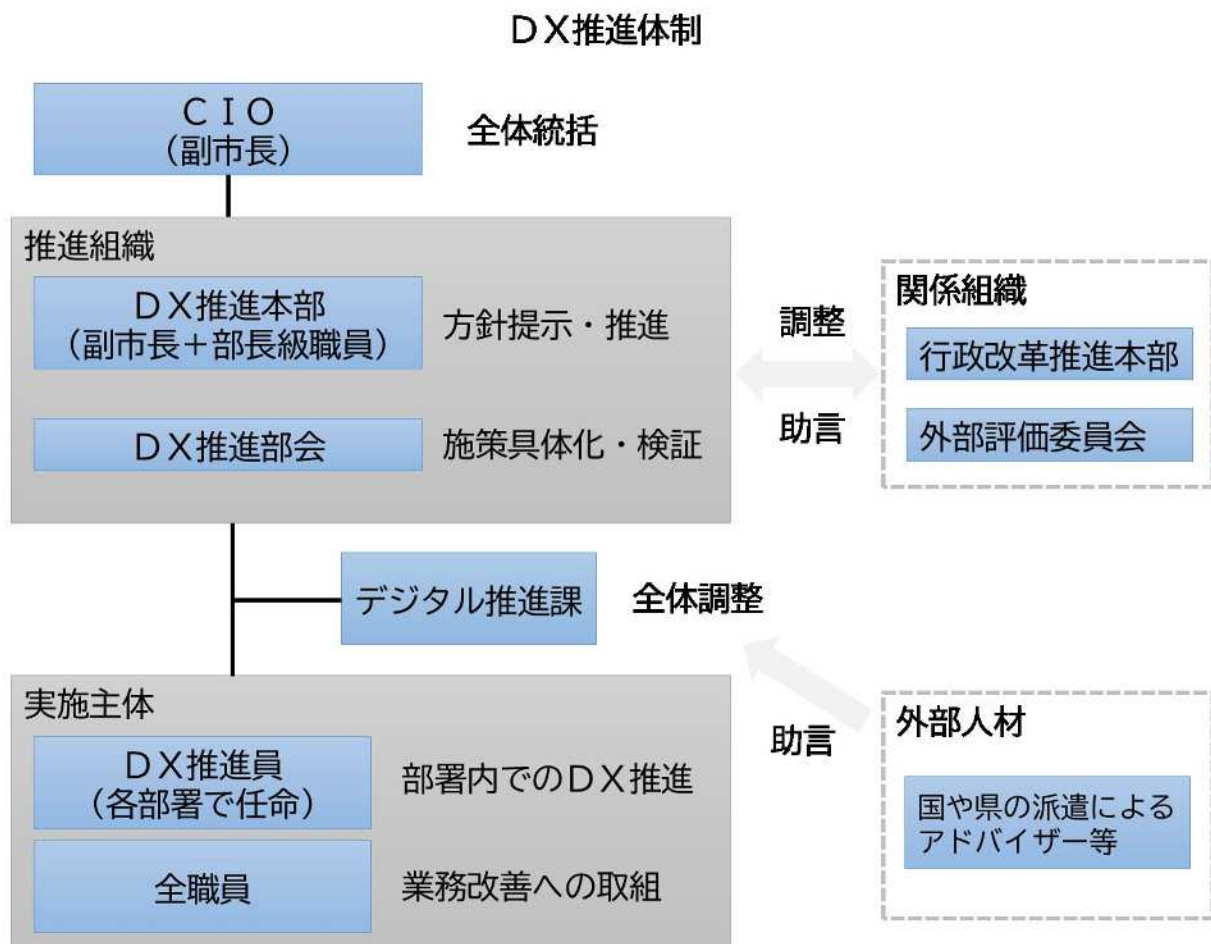 ＤＸ推進体制
ＣＩＯ
（副市長）
全体統括
推進組織
ＤＸ推進本部
（副市長＋部長級職員）
方針提示・推進
ＤＸ推進部会
施策具体化・検証
調整
助言
関係組織
行政改革推進本部
外部評価委員会
デジタル推進課
全体調整
実施主体
ＤＸ推進員
（各部署で任命）
部署内でのＤＸ推進
全職員
業務改善への取組
助言
外部人材
国や県の派遣による
アドバイザー等